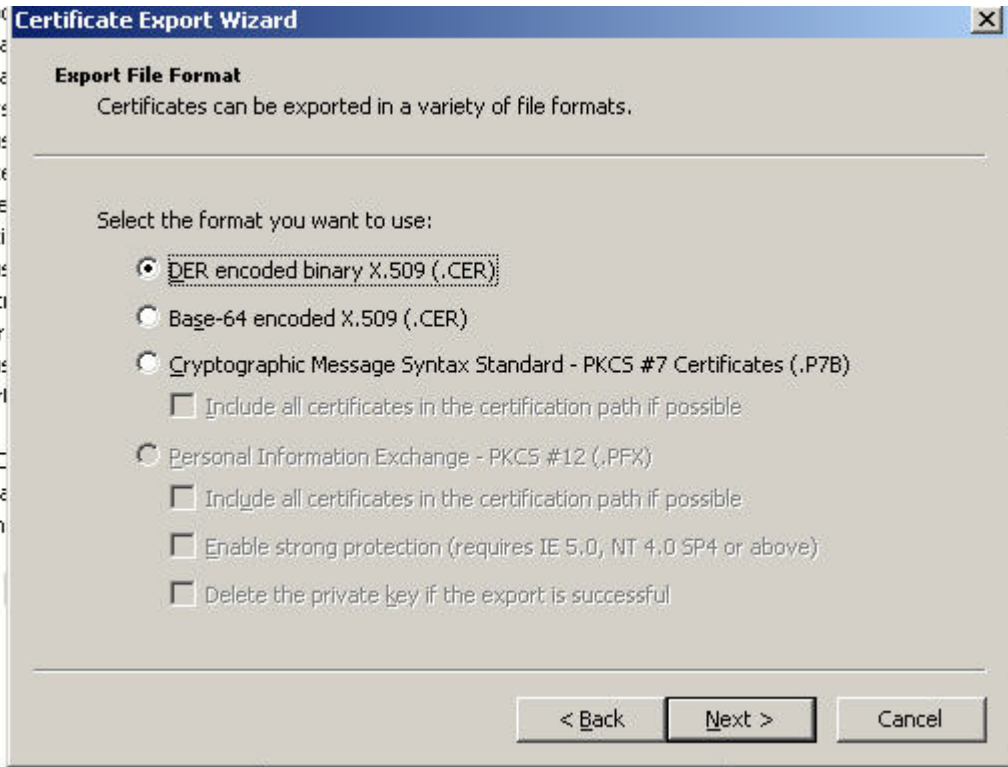 Certificate Export Wizard
Export File Format
Certificates can be exported in a variety of file formats.
Select the format you want to use:
DER encoded binary X.509 (.CER)
Base-64 encoded X.509 (.CER)
Cryptographic Message Syntax Standard - PKCS #7 Certificates (.P7B)
Include all certificates in the certification path if possible
Personal Information Exchange - PKCS #12 (.PFX)
Include all certificates in the certification path if possible
Enable strong protection (requires IE 5.0, NT 4.0 SP4 or above)
Delete the private key if the export is successful
< Back Next > Cancel